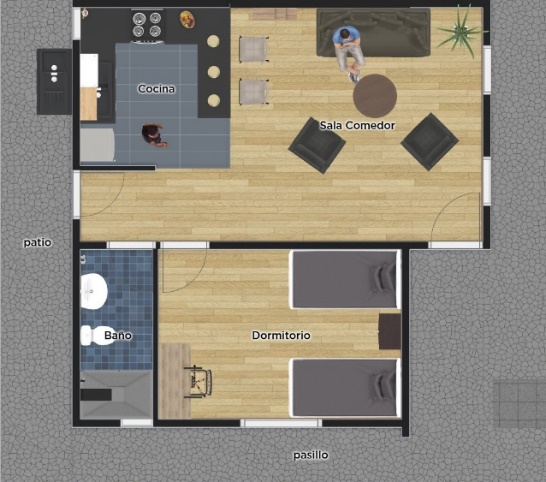 Cocina
Sala Comedor
patio
Baño
Dormitorio
pasillo